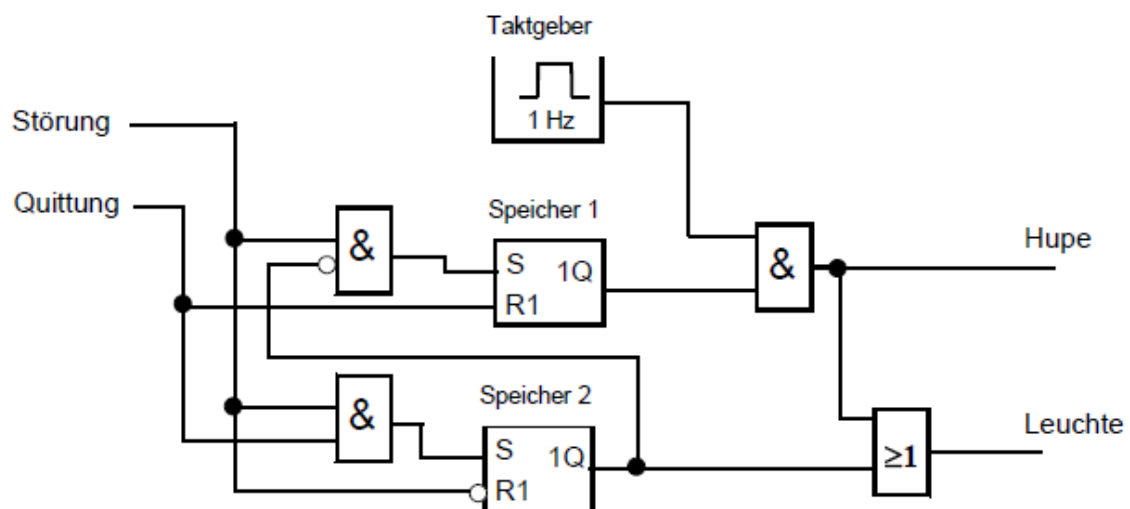 Taktgeber
1 Hz
Störung
Quittung
&
Speicher 1
S 1Q
R1
&
Hupe
&
Speicher 2
S 1Q
R1
≥1
Leuchte